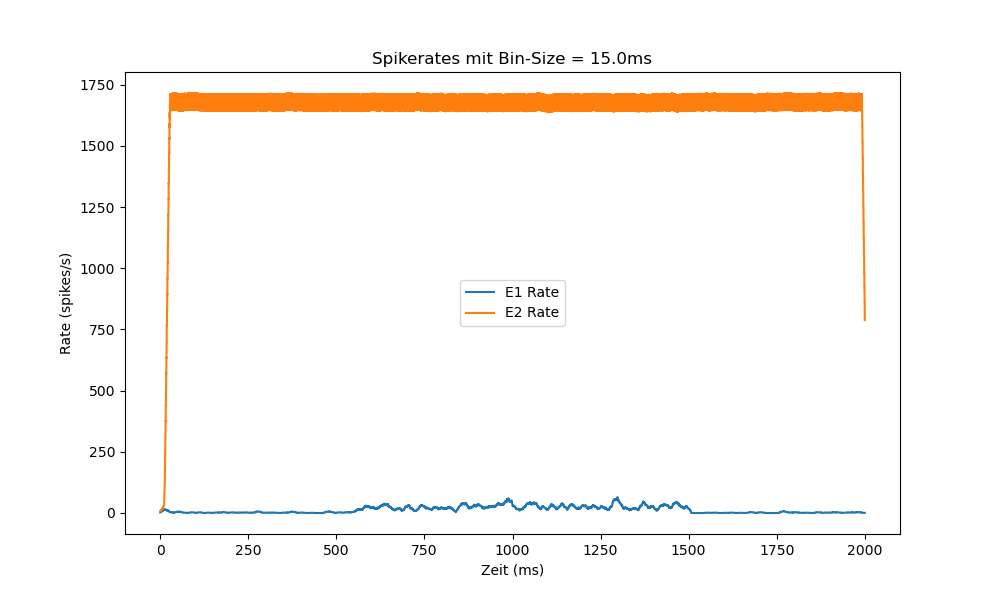 Spikerates mit Bin-Size = 15.0ms
Rate (spikes/s)
1750
1500
1250
1000
750
500
250
0
E1 Rate
E2 Rate
0 250 500 750 1000 1250 1500 1750 2000
Zeit (ms)